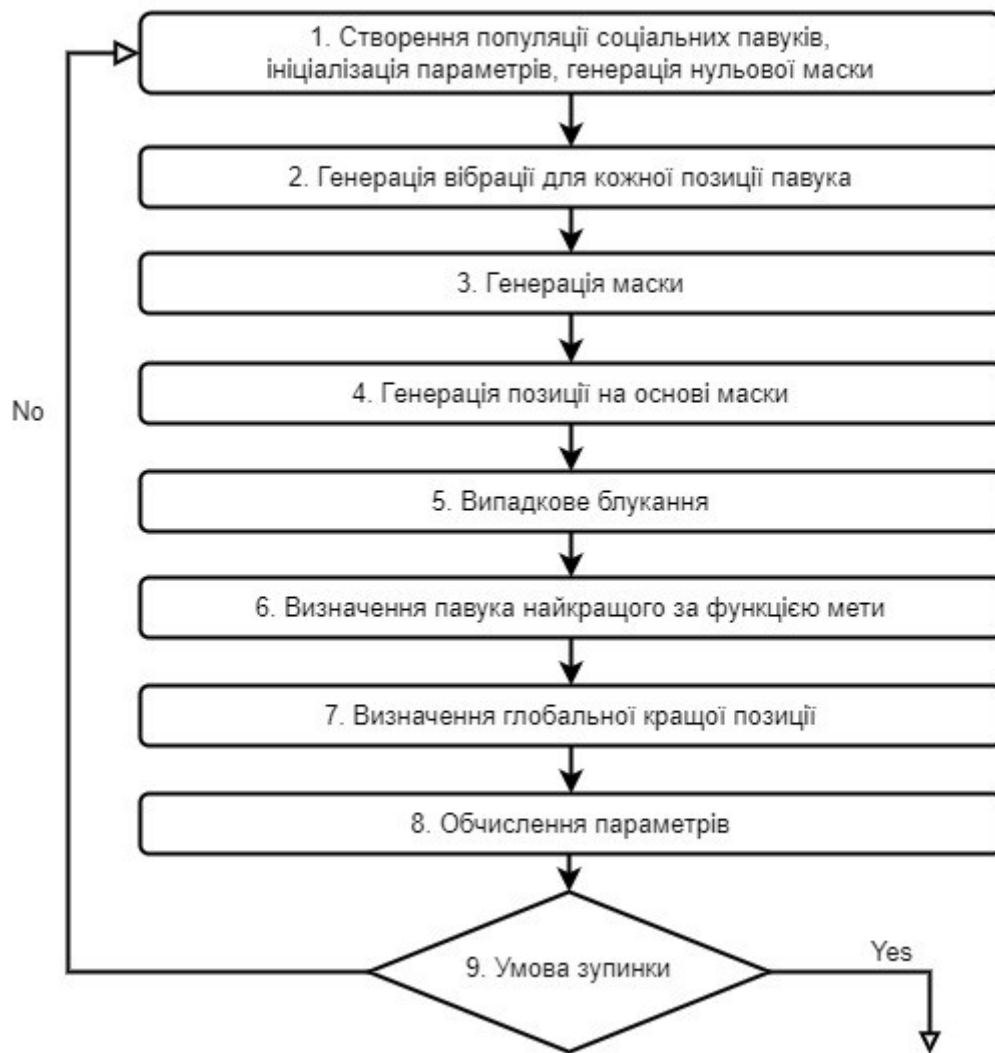 1. Створення популяції соціальних павуків,
ініціалізація параметрів, генерація нульової маски
2. Генерація вібрації для кожної позиції павука
3. Генерація маски
4. Генерація позиції на основі маски
No
5. Випадкове блукання
6. Визначення павука найкращого за функцією мети
7. Визначення глобальної кращої позиції
8. Обчислення параметрів
9. Умова зупинки
Yes